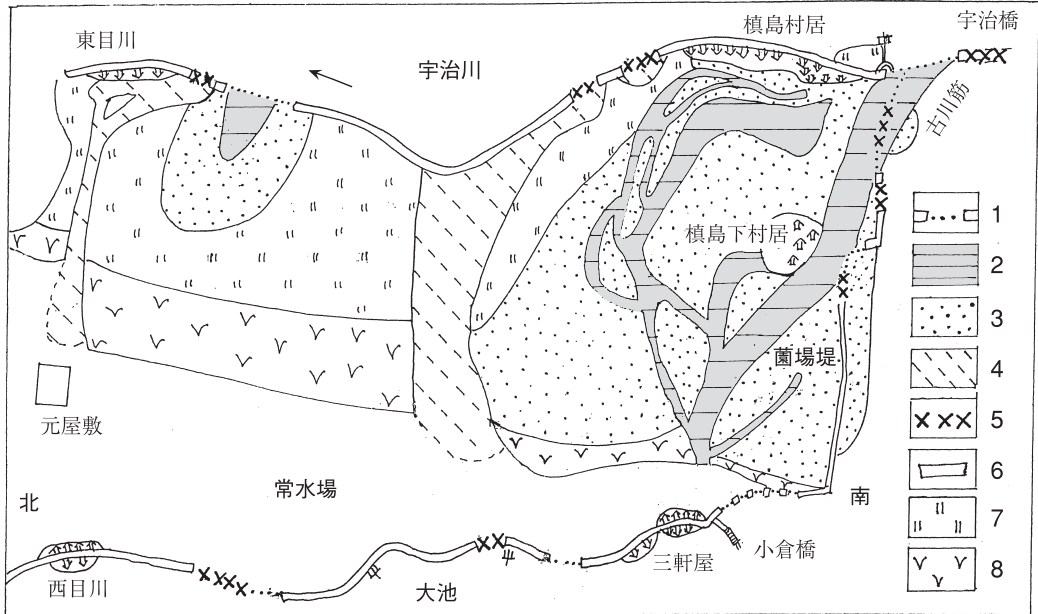 東目川
宇治川
槙島村居
宇治橋
古川筋
槙島下村居
薗場堤
元屋敷
常水場
北
南
西目川
大池
三軒屋
小倉橋
1
2
3
4
5
6
7
8